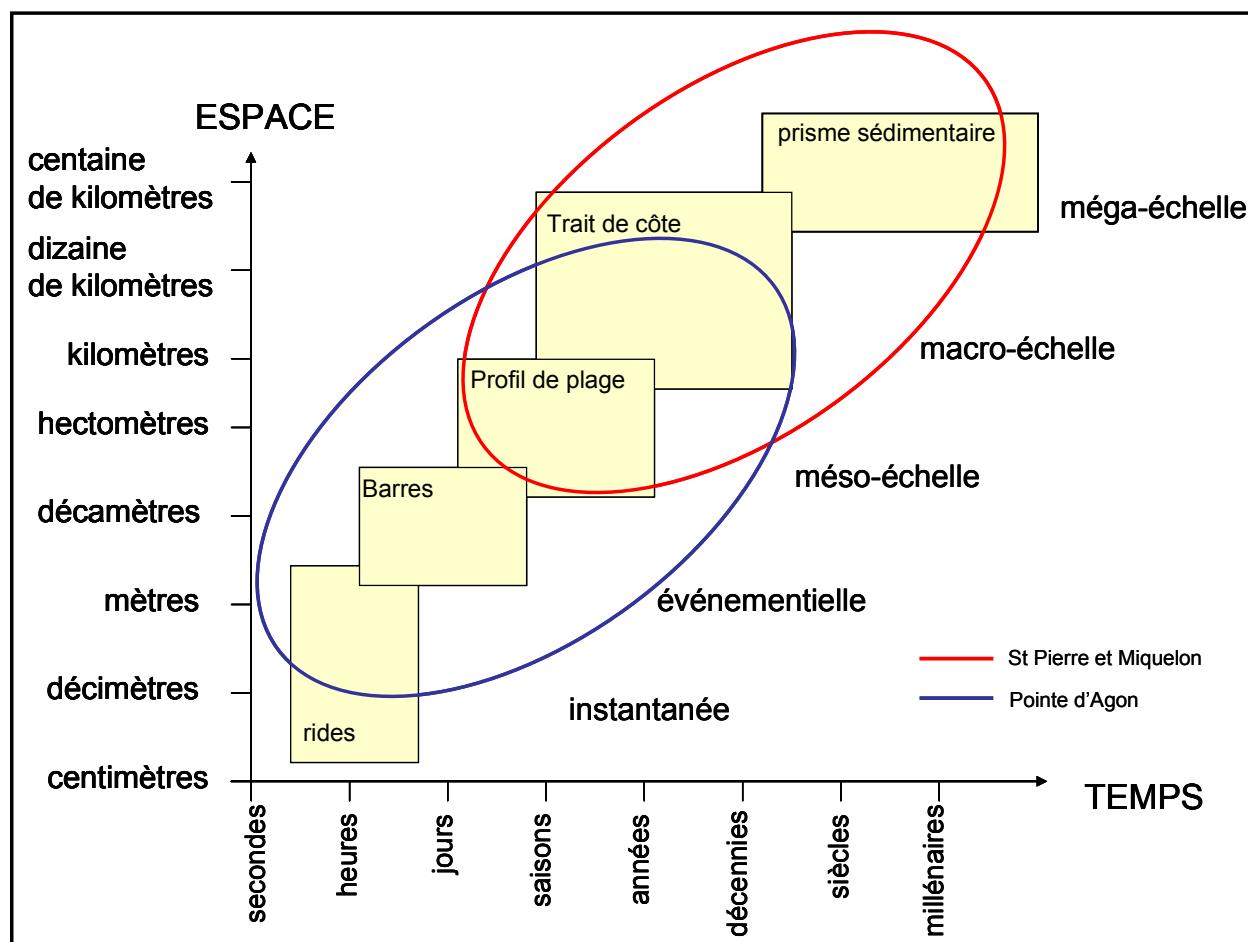 ESPACE
centaine
de kilomètres
dizaine
de kilomètres
kilomètres
hectomètres
décamètres
mètres
décimètres
centimètres
prisme sédimentaire
Trait de côte
Profil de plage
Barres
rides
méga-échelle
macro-échelle
méso-échelle
événementielle
instantanée
St Pierre et Miquelon
Pointe d'Agon
TEMPS
secondes
heures
jours
saisons
années
décennies
siècles
millénaires